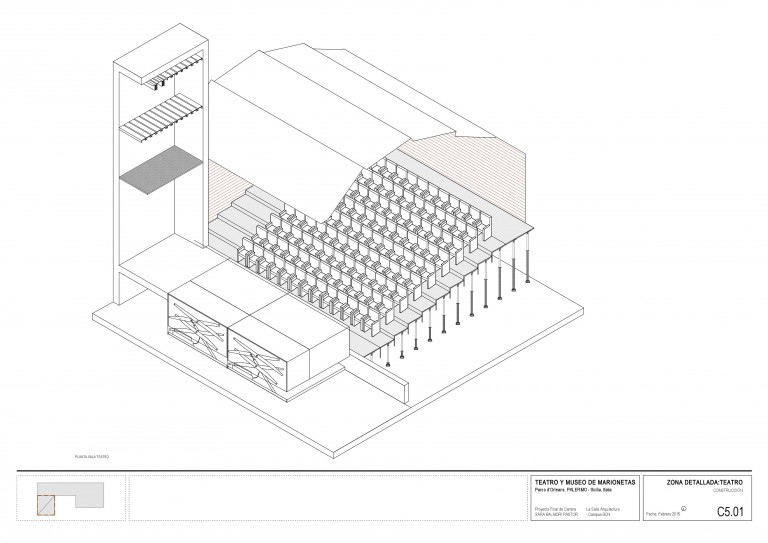 PLANTA SALA TEATRO
TEATRO Y MUSEO DE MARIONETAS
Parco d'Orleans. PALERMO - Sicilia, Italia
Proyecto Final de Carrera La Salle Arquitectura
SARA BALMORI PASTOR Campus BCN
ZONA DETALLADA:TEATRO
CONSTRUCCIÓN
Fecha: Febrero 2016
C5.01